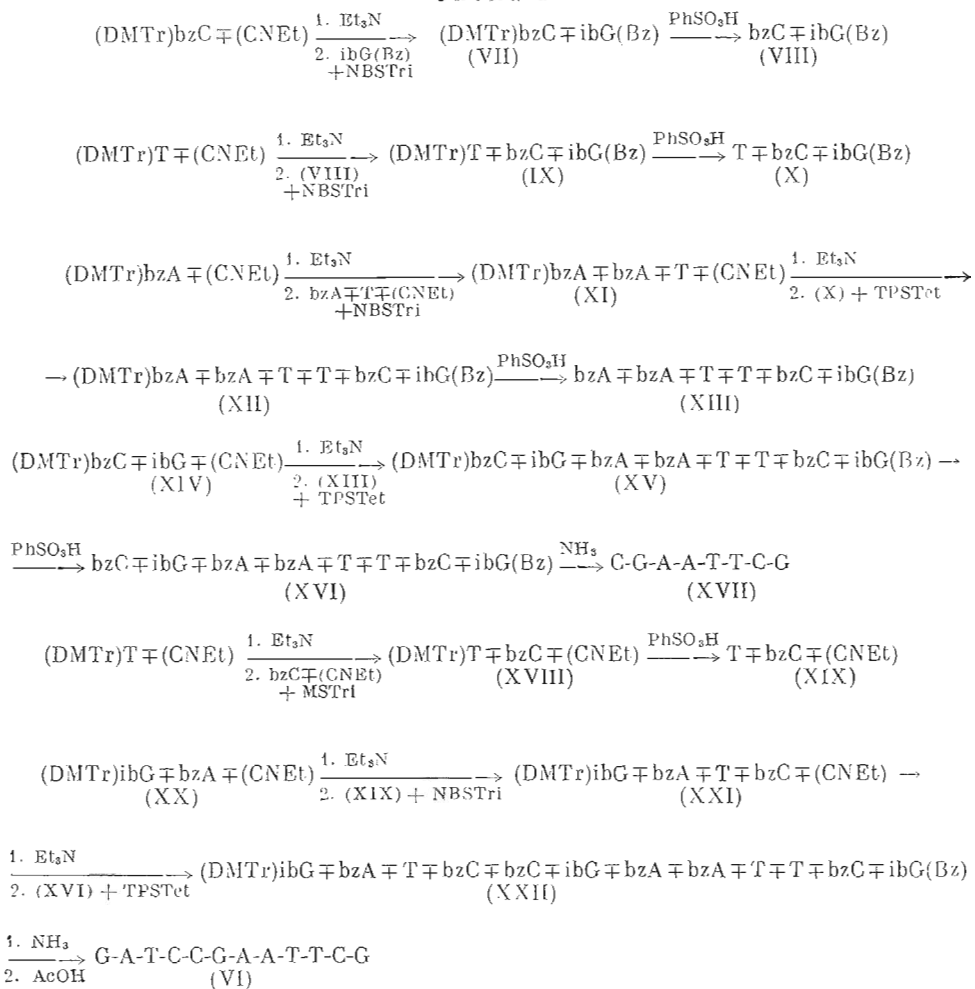 1. Et₃N
(DMTr)bzC∓(CNEt) → (DMTr)bzC∓ibG(Bz) PhSO₃H → bzC∓ibG(Bz)
2. ibG(Bz) (VII) (VIII)
+NBSTri
1. Et₃N
(DMTr)T∓(CNEt) → (DMTr)T∓bzC∓ibG(Bz) PhSO₃H → T∓bzC∓ibG(Bz)
2. (VIII) (IX) (X)
+NBSTri
1. Et₃N 1. Et₃N
(DMTr)bzA∓(CNEt) → (DMTr)bzA∓bzA∓T∓(CNEt) →
2. bzA∓T∓(CNEt) (XI) 2. (X) + TPSTet
+NBSTri
→ (DMTr)bzA∓bzA∓T∓T∓bzC∓ibG(Bz) PhSO₃H → bzA∓bzA∓T∓T∓bzC∓ibG(Bz)
(XII) (XIII)
1. Et₃N
(DMTr)bzC∓ibG∓(CNEt) → (DMTr)bzC∓ibG∓bzA∓bzA∓T∓T∓bzC∓ibG(Bz) →
(XIV) 2. (XIII) (XV)
+ TPSTet
PhSO₃H → bzC∓ibG∓bzA∓bzA∓T∓T∓bzC∓ibG(Bz) NH₃ → C-G-A-A-T-T-C-G
(XVI) (XVII)
1. Et₃N
(DMTr)T∓(CNEt) → (DMTr)T∓bzC∓(CNEt) PhSO₃H → T∓bzC∓(CNEt)
2. bzC∓(CNEt) (XVIII) (XIX)
+ MSTri
1. Et₃N
(DMTr)ibG∓bzA∓(CNEt) → (DMTr)ibG∓bzA∓T∓bzC∓(CNEt) →
(XX) 2. (XIX) + NBSTri (XXI)
1. Et₃N
→ (DMTr)ibG∓bzA∓T∓bzC∓bzC∓ibG∓bzA∓bzA∓T∓T∓bzC∓ibG(Bz)
2. (XVI) + TPSTet (XXII)
1. NH₃
→ G-A-T-C-C-G-A-A-T-T-C-G
2. AcOH (VI)